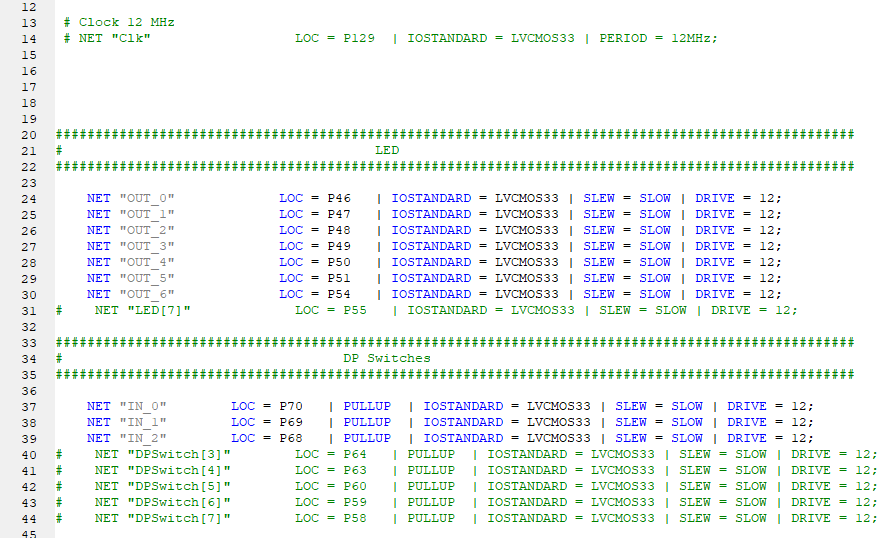 12
13 # Clock 12 MHz
14 # NET "Clk" LOC = P129 | IOSTANDARD = LVCMOS33 | PERIOD = 12MHz;
15
16
17
18
19
20 ####################################################################################################
21 # LED
22 ####################################################################################################
23
24 NET "OUT_0" LOC = P46 | IOSTANDARD = LVCMOS33 | SLEW = SLOW | DRIVE = 12;
25 NET "OUT_1" LOC = P47 | IOSTANDARD = LVCMOS33 | SLEW = SLOW | DRIVE = 12;
26 NET "OUT_2" LOC = P48 | IOSTANDARD = LVCMOS33 | SLEW = SLOW | DRIVE = 12;
27 NET "OUT_3" LOC = P49 | IOSTANDARD = LVCMOS33 | SLEW = SLOW | DRIVE = 12;
28 NET "OUT_4" LOC = P50 | IOSTANDARD = LVCMOS33 | SLEW = SLOW | DRIVE = 12;
29 NET "OUT_5" LOC = P51 | IOSTANDARD = LVCMOS33 | SLEW = SLOW | DRIVE = 12;
30 NET "OUT_6" LOC = P54 | IOSTANDARD = LVCMOS33 | SLEW = SLOW | DRIVE = 12;
31 # NET "LED[7]" LOC = P55 | IOSTANDARD = LVCMOS33 | SLEW = SLOW | DRIVE = 12;
32
33 ####################################################################################################
34 # DP Switches
35 ####################################################################################################
36
37 NET "IN_0" LOC = P70 | PULLUP | IOSTANDARD = LVCMOS33 | SLEW = SLOW | DRIVE = 12;
38 NET "IN_1" LOC = P69 | PULLUP | IOSTANDARD = LVCMOS33 | SLEW = SLOW | DRIVE = 12;
39 NET "IN_2" LOC = P68 | PULLUP | IOSTANDARD = LVCMOS33 | SLEW = SLOW | DRIVE = 12;
40 # NET "DPSwitch[3]" LOC = P64 | PULLUP | IOSTANDARD = LVCMOS33 | SLEW = SLOW | DRIVE = 12;
41 # NET "DPSwitch[4]" LOC = P63 | PULLUP | IOSTANDARD = LVCMOS33 | SLEW = SLOW | DRIVE = 12;
42 # NET "DPSwitch[5]" LOC = P60 | PULLUP | IOSTANDARD = LVCMOS33 | SLEW = SLOW | DRIVE = 12;
43 # NET "DPSwitch[6]" LOC = P59 | PULLUP | IOSTANDARD = LVCMOS33 | SLEW = SLOW | DRIVE = 12;
44 # NET "DPSwitch[7]" LOC = P58 | PULLUP | IOSTANDARD = LVCMOS33 | SLEW = SLOW | DRIVE = 12;
45